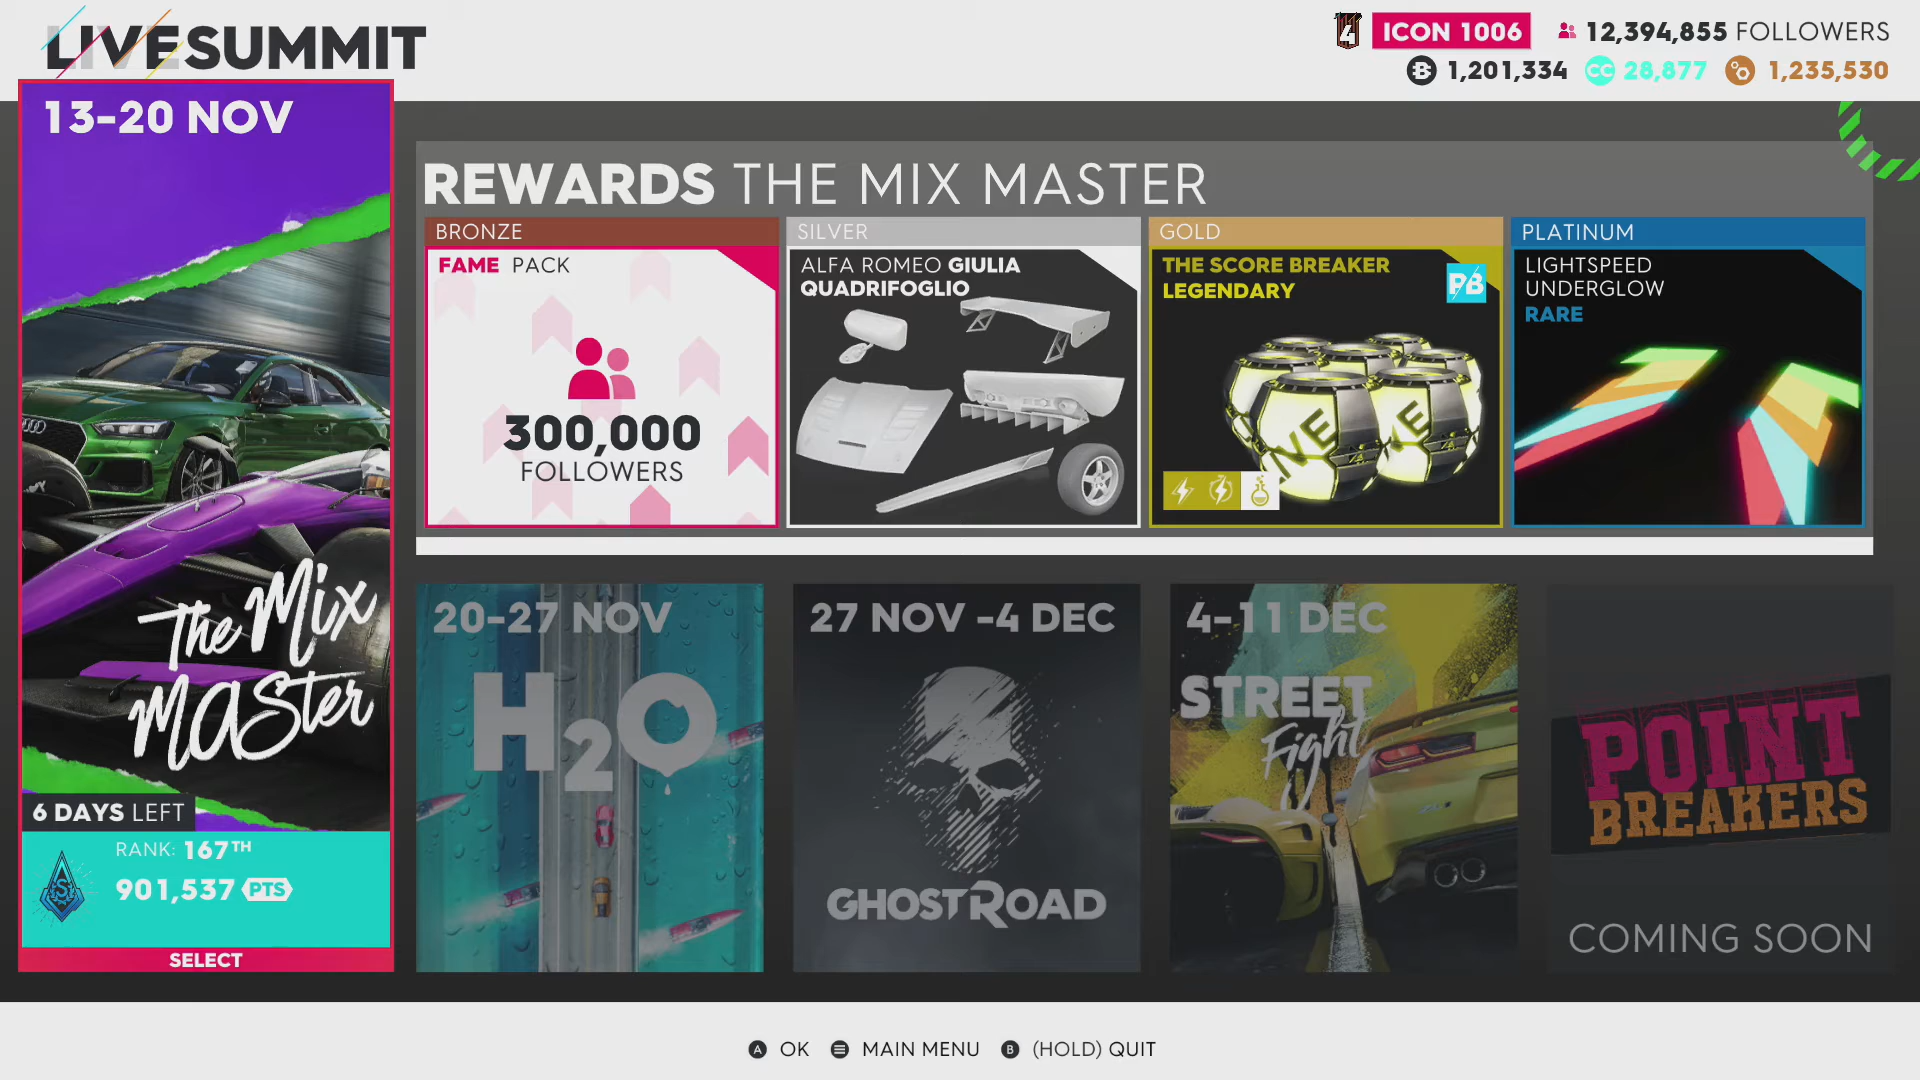 LIVESUMMIT
ICON 1006
12,394,855 FOLLOWERS
1,201,334
CC 28,877
1,235,530
13-20 NOV
The Mix
Master
6 DAYS LEFT
RANK: 167TH
901,537 PTS
SELECT
REWARDS THE MIX MASTER
BRONZE
FAME PACK
300,000
FOLLOWERS
SILVER
ALFA ROMEO GIULIA
QUADRIFOGLIO
GOLD
THE SCORE BREAKER
LEGENDARY
PB
LIVE
LIVE
PLATINUM
LIGHTSPEED
UNDERGLOW
RARE
20-27 NOV
H2O
27 NOV -4 DEC
GHOST ROAD
4-11 DEC
STREET
Fight
POINT
BREAKERS
COMING SOON
A OK
MAIN MENU
B (HOLD) QUIT